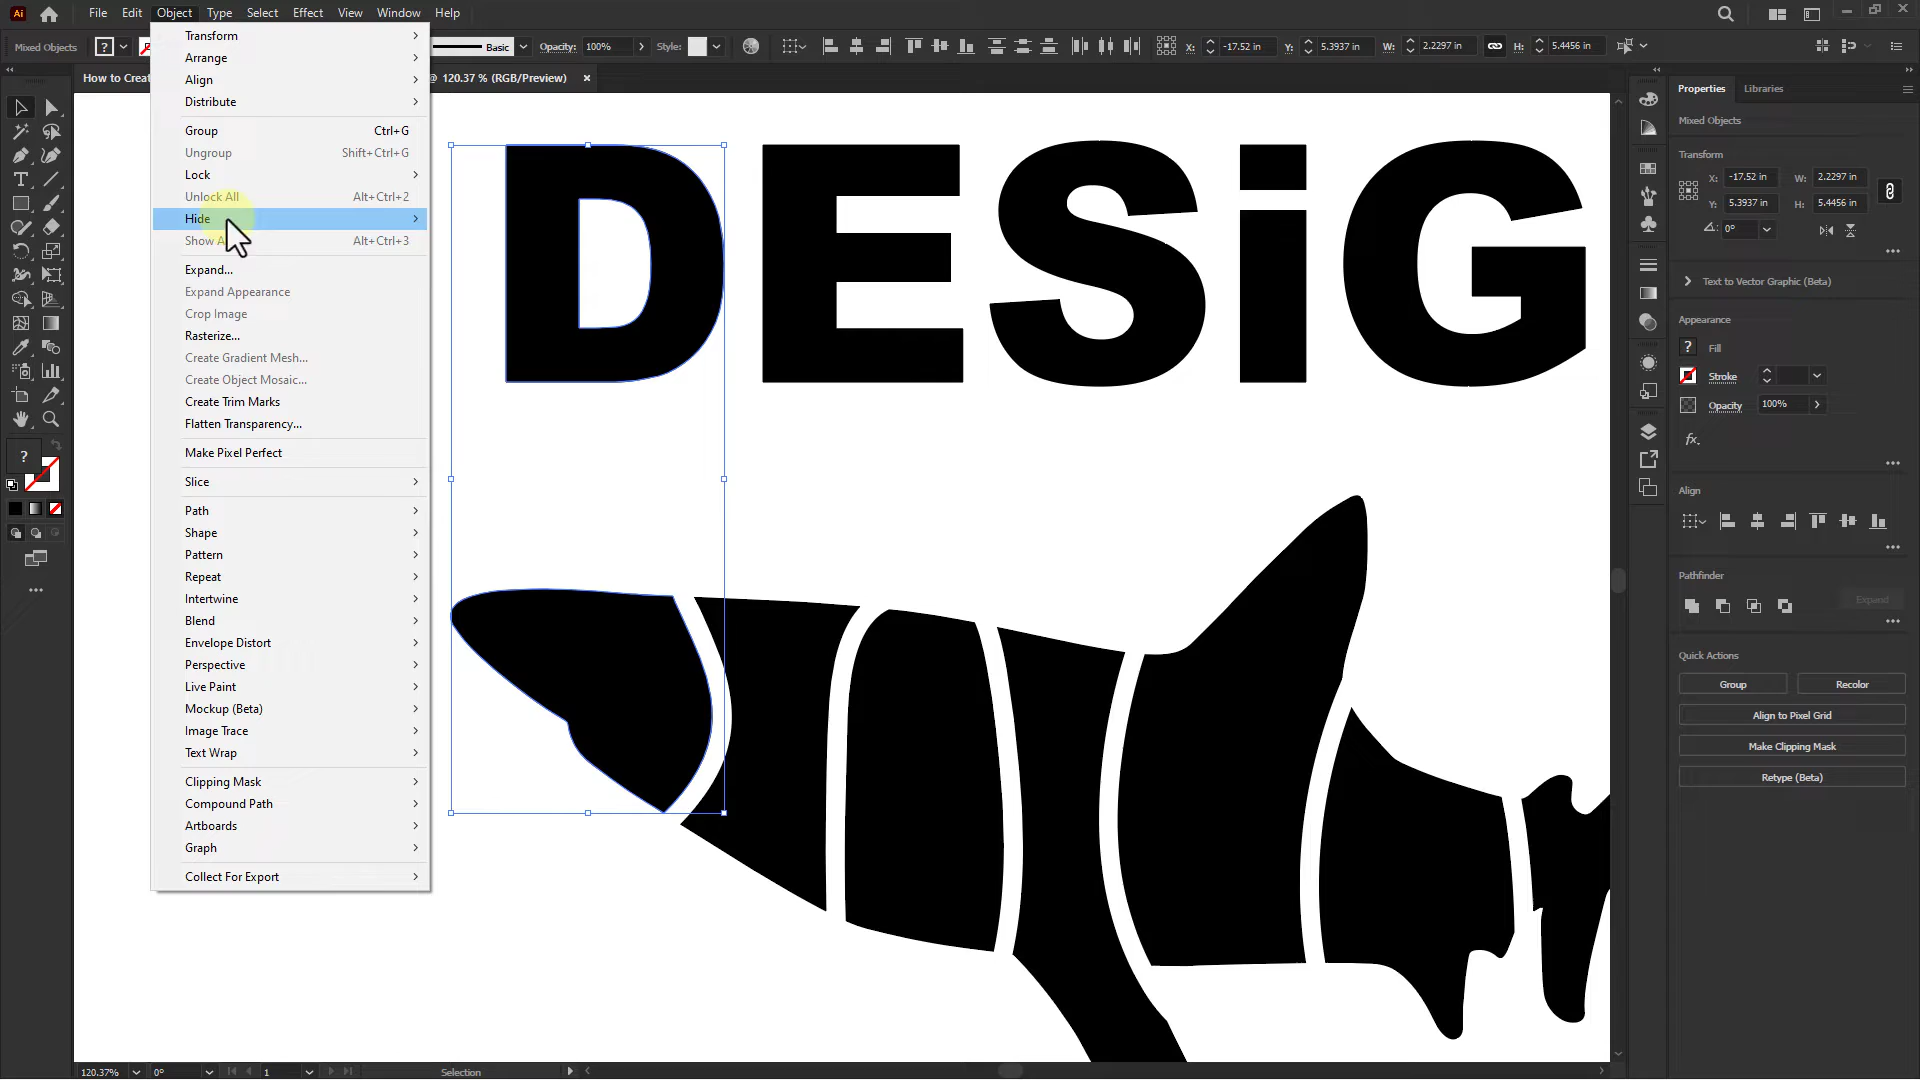 Ai File Edit Object Type Select Effect View Window Help
Mixed Objects ? Basic Opacity: 100% Style: X: -17.52 in Y: 5.3937 in W: 2.2297 in H: 5.4456 in
How to Creat @ 120.37 % (RGB/Preview) ×
Transform
Arrange
Align
Distribute
Group Ctrl+G
Ungroup Shift+Ctrl+G
Lock
Unlock All Alt+Ctrl+2
Hide
Show A Alt+Ctrl+3
Expand...
Expand Appearance
Crop Image
Rasterize...
Create Gradient Mesh...
Create Object Mosaic...
Create Trim Marks
Flatten Transparency...
Make Pixel Perfect
Slice
Path
Shape
Pattern
Repeat
Intertwine
Blend
Envelope Distort
Perspective
Live Paint
Mockup (Beta)
Image Trace
Text Wrap
Clipping Mask
Compound Path
Artboards
Graph
Collect For Export
DESiG
Properties Libraries
Mixed Objects
Transform
X: -17.52 in W: 2.2297 in
Y: 5.3937 in H: 5.4456 in
0°
Text to Vector Graphic (Beta)
Appearance
? Fill
Stroke
Opacity 100%
fx.
Align
Pathfinder
Expand
Quick Actions
Group Recolor
Align to Pixel Grid
Make Clipping Mask
Retype (Beta)
?
120.37% 0° 1 Selection